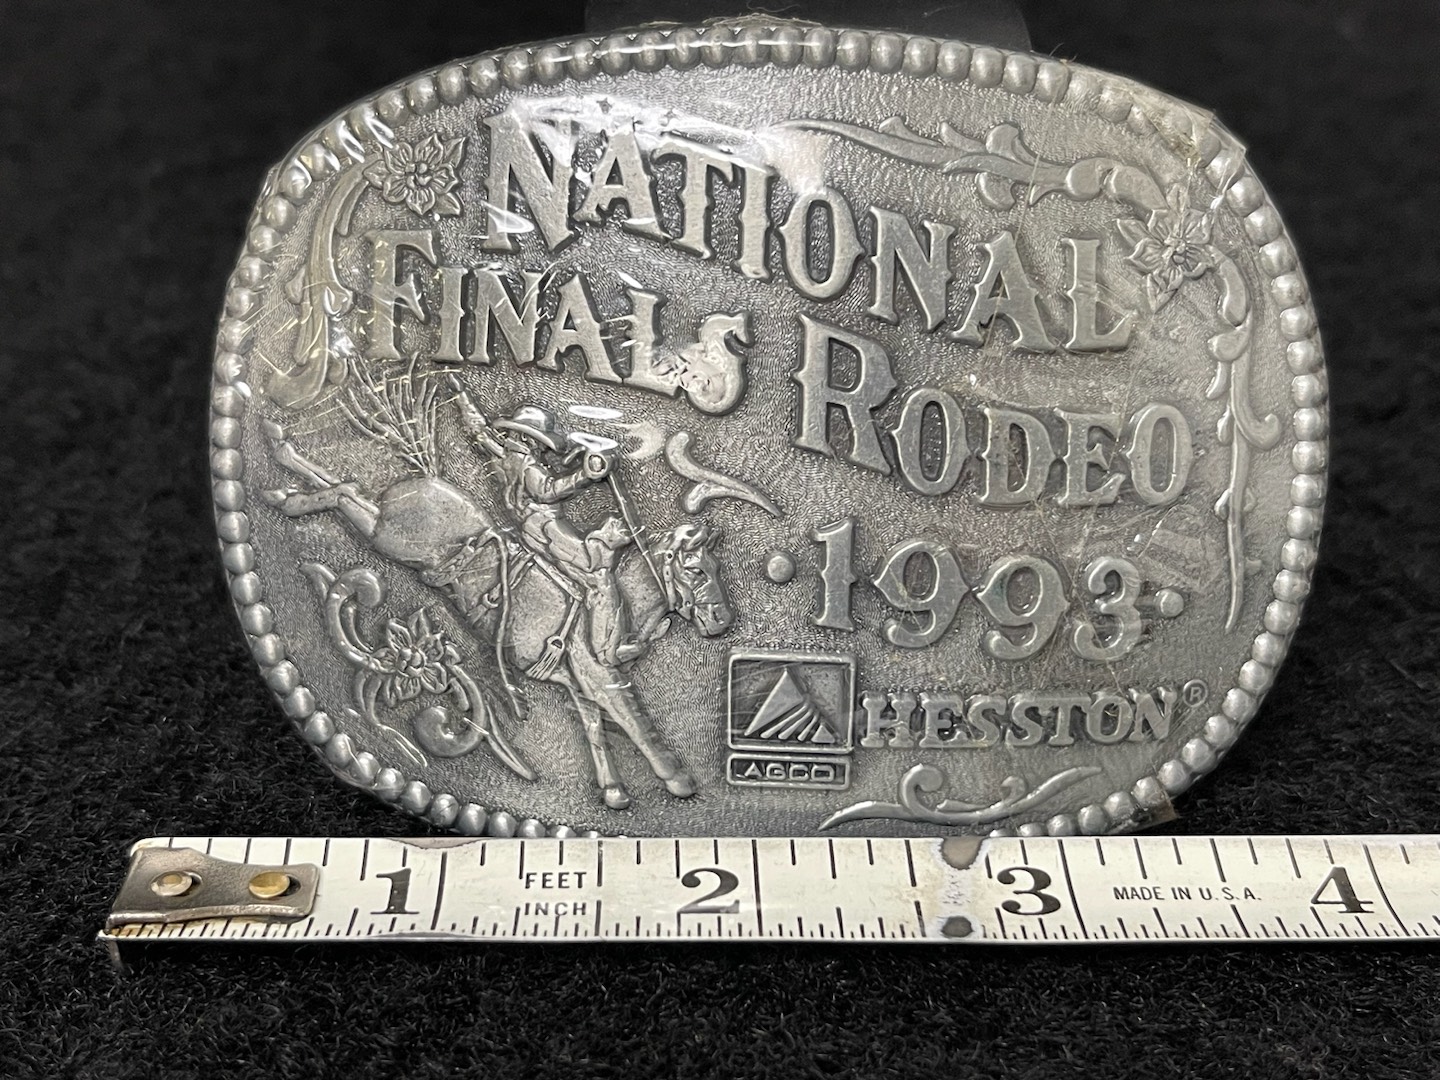 NATIONAL
FINALS RODEO
·1993·
HESSTON®
AGCO
1 FEET INCH 2 3 MADE IN U.S.A. 4